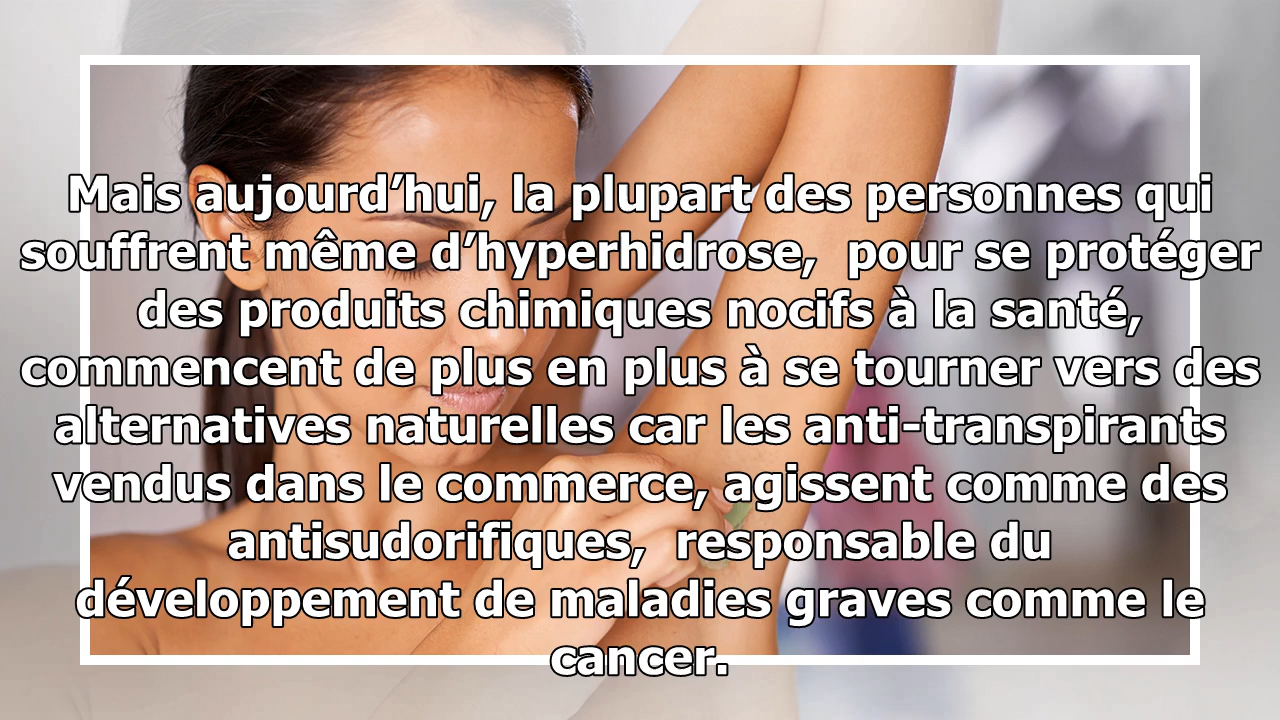 Mais aujourd’hui, la plupart des personnes qui
souffrent même d’hyperhidrose,  pour se protéger
des produits chimiques nocifs à la santé,
commencent de plus en plus à se tourner vers des
alternatives naturelles car les anti-transpirants
vendus dans le commerce, agissent comme des
antisudorifiques,  responsable du
développement de maladies graves comme le
cancer.